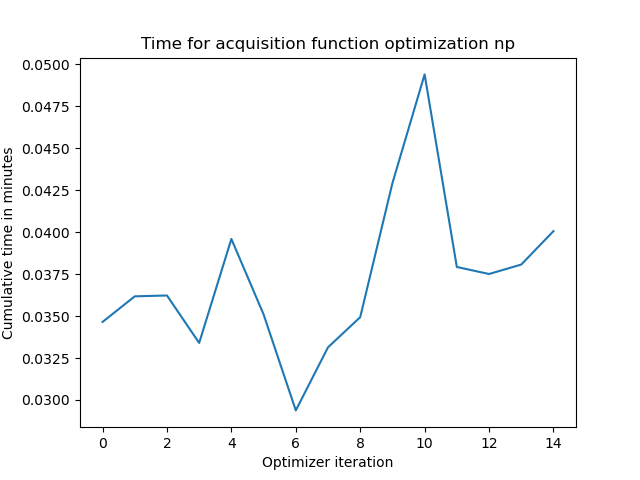 Time for acquisition function optimization np
0.0500
0.0475
0.0450
0.0425
0.0400
0.0375
0.0350
0.0325
0.0300
Cumulative time in minutes
0 2 4 6 8 10 12 14
Optimizer iteration